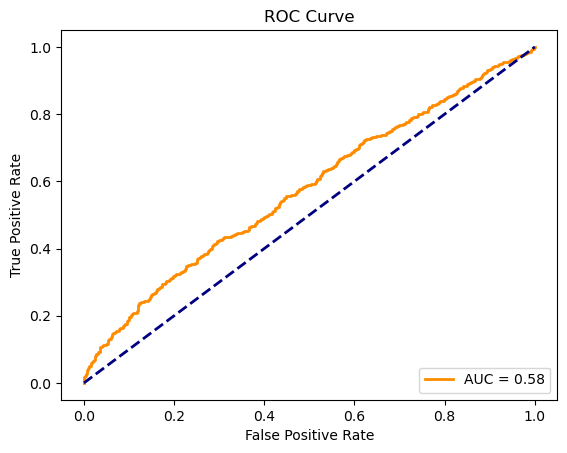 ROC Curve
True Positive Rate
1.0
0.8
0.6
0.4
0.2
0.0
AUC = 0.58
0.0 0.2 0.4 0.6 0.8 1.0
False Positive Rate